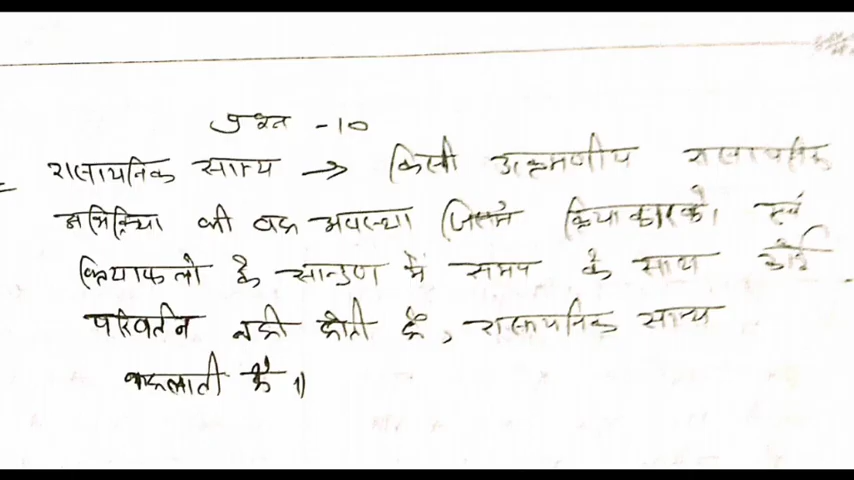 प्रश्न -10
रासायनिक साम्य → किसी उत्क्रमणीय रासायनिक
अभिक्रिया की वह अवस्था जिसमे क्रियाकारको एवं
क्रियाफलो के सान्द्रण में समय के साथ कोई
परिवर्तन नही होती है, रासायनिक साम्य
कहलाती है।